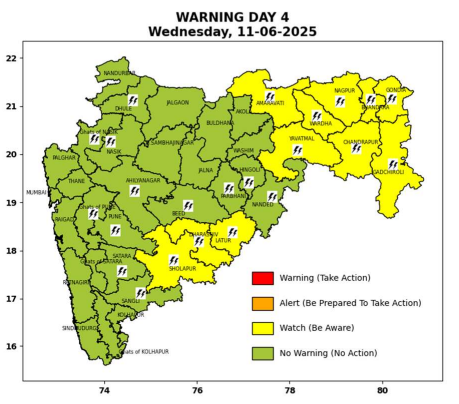 WARNING DAY 4
Wednesday, 11-06-2025
22
21
20
19
18
17
16
74
76
78
80
NANDURBAR
DHULE
JALGAON
AMARAVATI
NAGPUR
GONDIA
BHANDARA
AKOLA
WARDHA
BULDHANA
Ghats of NASIK
NASIK
SAMBHAJINAGAR
WASHIM
YAVATMAL
CHANDRAPUR
GADCHIROLI
PALGHAR
JALNA
HINGOLI
THANE
AHILYANAGAR
PARBHANI
MUMBAI
NANDED
Ghats of PUNE
RAIGAD
PUNE
BEED
DHARASHIV
LATUR
SATARA
Ghats of SATARA
SHOLAPUR
RATNAGIRI
SANGLI
KOLHAPUR
SINDHUDURG
Ghats of KOLHAPUR
Warning (Take Action)
Alert (Be Prepared To Take Action)
Watch (Be Aware)
No Warning (No Action)